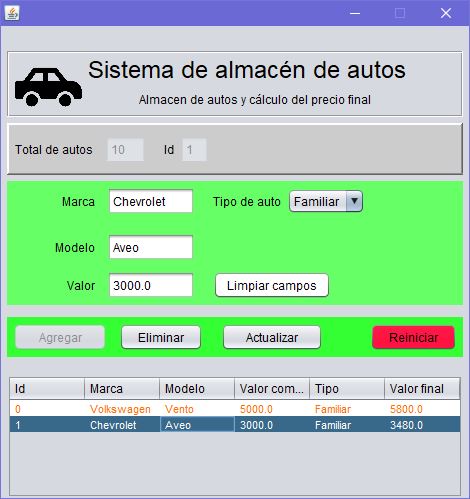 Sistema de almacén de autos
Almacen de autos y cálculo del precio final
Total de autos 10 Id 1
Marca Chevrolet Tipo de auto Familiar
Modelo Aveo
Valor 3000.0 Limpiar campos
Agregar Eliminar Actualizar Reiniciar
Id Marca Modelo Valor com... Tipo Valor final
0 Volkswagen Vento 5000.0 Familiar 5800.0
1 Chevrolet Aveo 3000.0 Familiar 3480.0